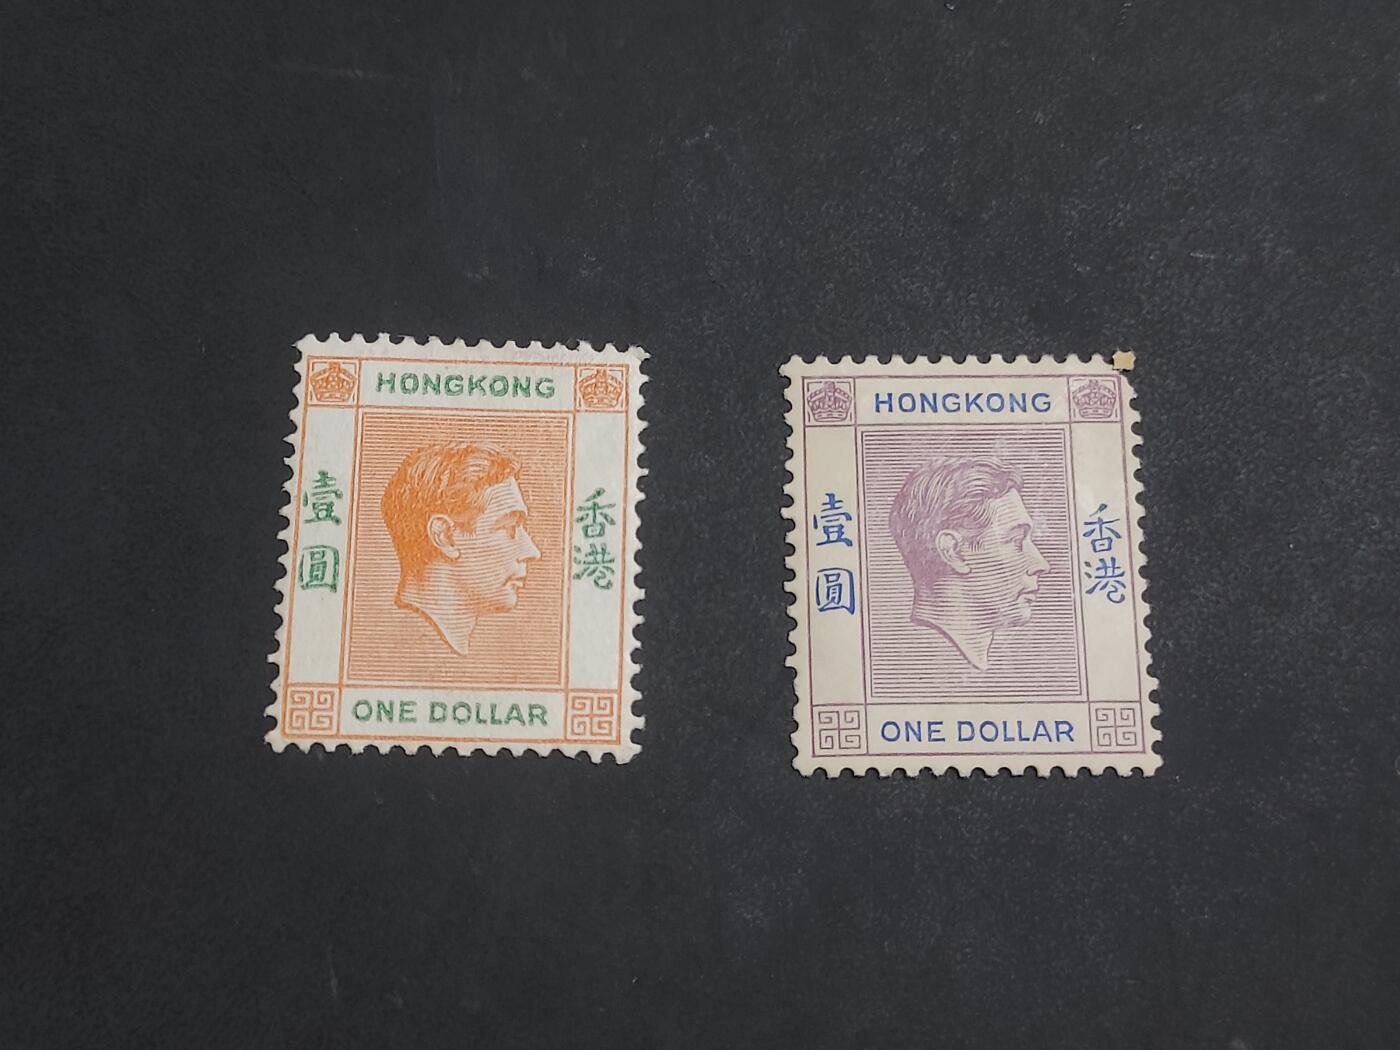 HONGKONG
壹圓
香港
ONE DOLLAR
HONGKONG
壹圓
香港
ONE DOLLAR